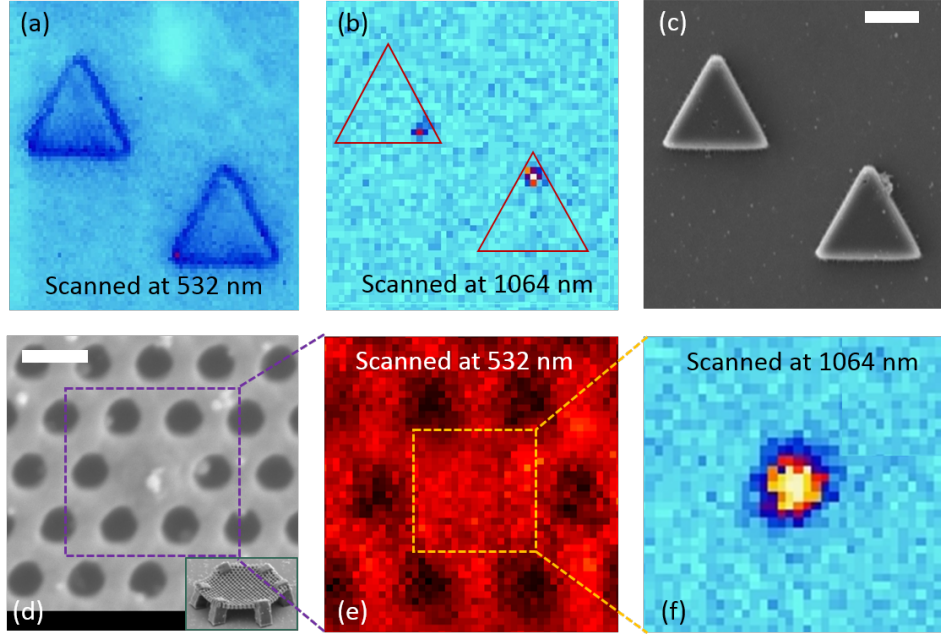 (a)
Scanned at 532 nm
(b)
Scanned at 1064 nm
(c)
(d)
Scanned at 532 nm
(e)
Scanned at 1064 nm
(f)